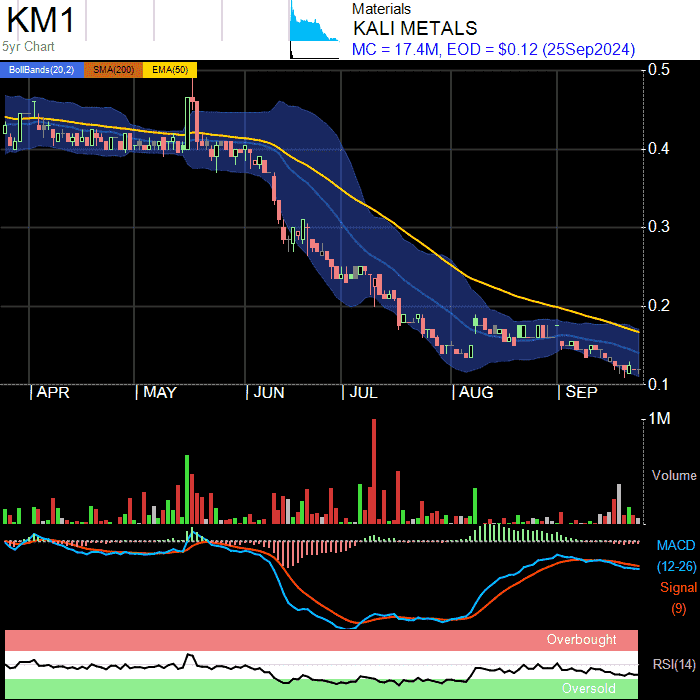 KM1
5yr Chart
Materials
KALI METALS
MC = 17.4M, EOD = $0.12 (25Sep2024)
BollBands(20,2) SMA(200) EMA(50)
0.5
0.4
0.3
0.2
0.1
APR MAY JUN JUL AUG SEP
1M
Volume
MACD
(12-26)
Signal
(9)
Overbought
RSI(14)
Oversold